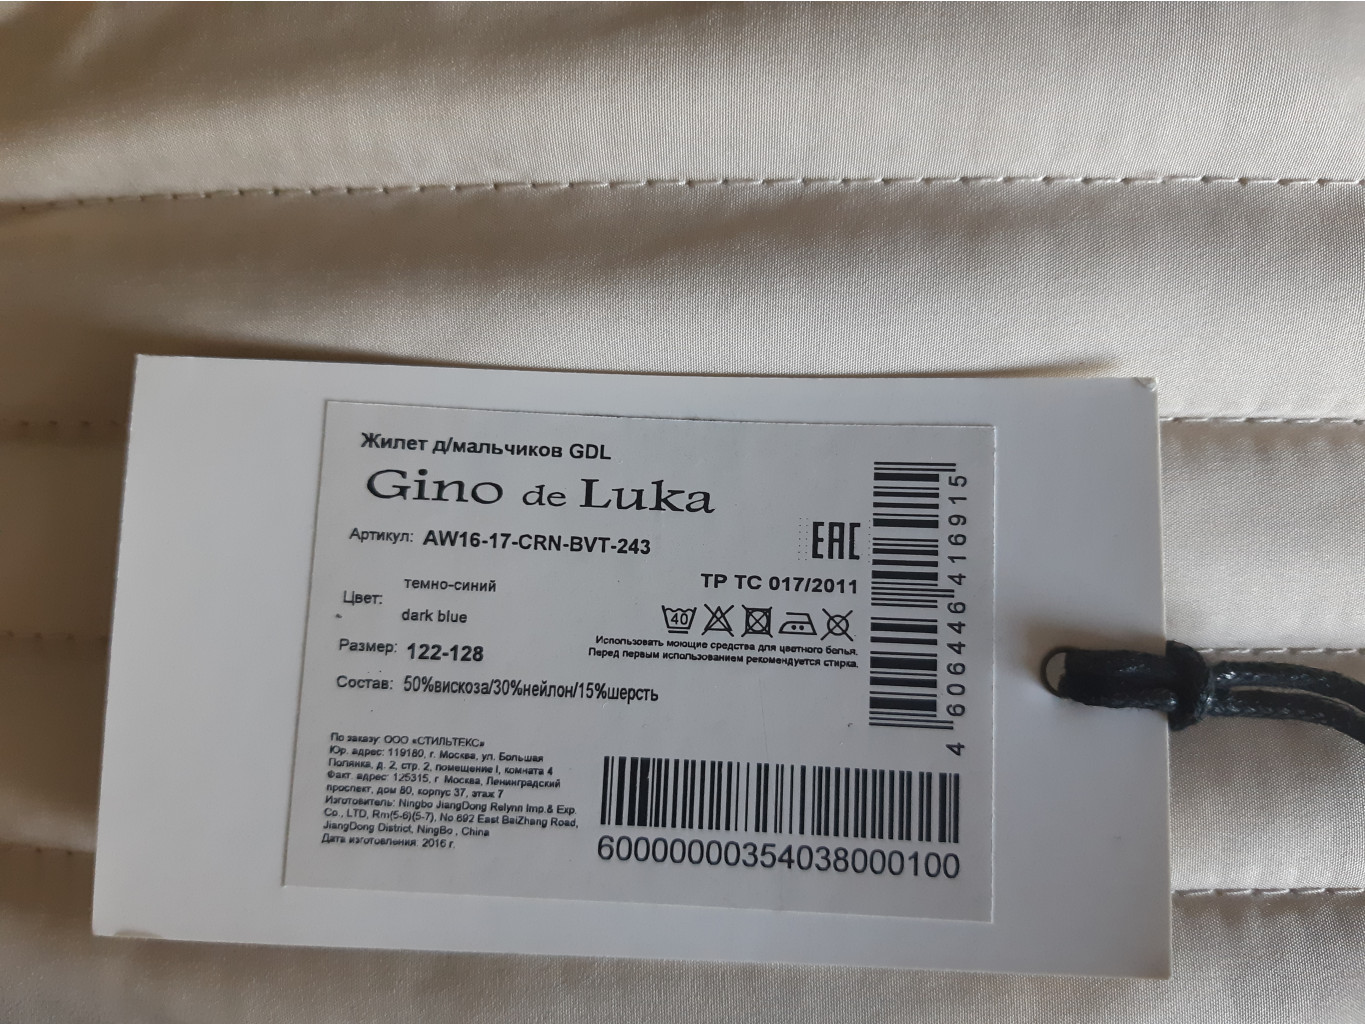 Жилет д/мальчиков GDL
Gino de Luka
Артикул: AW16-17-CRN-BVT-243
EAC
ТР ТС 017/2011
Цвет:
темно-синий
dark blue
40
Использовать моющие средства для цветного белья.
Перед первым использованием рекомендуется стирка.
Размер: 122-128
Состав: 50%вискоза/30%нейлон/15%шерсть
4 606446 416915
По заказу: ООО «СТИЛЬТЕКС»
Юр. адрес: 119180, г. Москва, ул. Большая
Полянка, д. 2, стр. 2, помещение I, комната 4
Факт. адрес: 125315, г. Москва, Ленинградский
проспект, дом 80, корпус 37, этаж 7
Изготовитель: Ningbo JiangDong Relynn Imp.& Exp.
Co., LTD, Rm(5-6)(5-7), No.692 East BaiZhang Road,
JiangDong District, NingBo , China
Дата изготовления: 2016 г.
60000000354038000100